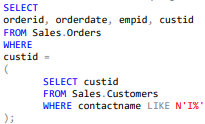 SELECT
orderid, orderdate, empid, custid
FROM Sales.Orders
WHERE
custid =
(
SELECT custid
FROM Sales.Customers
WHERE contactname LIKE N'I%'
);